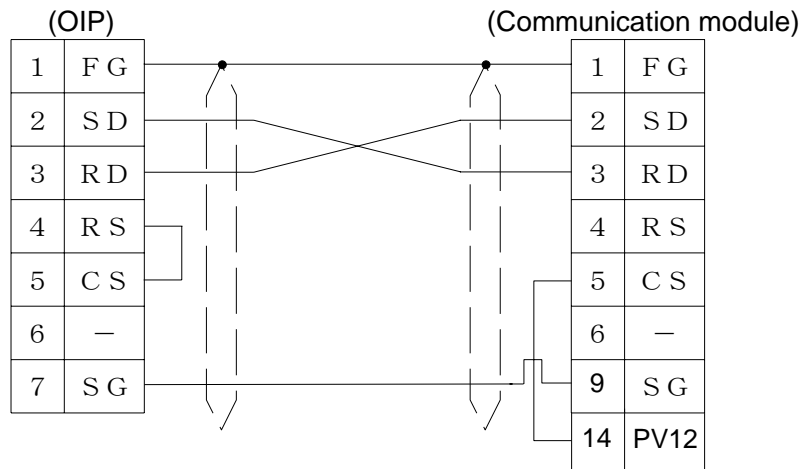 (OIP) (Communication module)
1 FG 1 FG
2 SD 2 SD
3 RD 3 RD
4 RS 4 RS
5 CS 5 CS
6 — 6 —
7 SG 9 SG
14 PV12